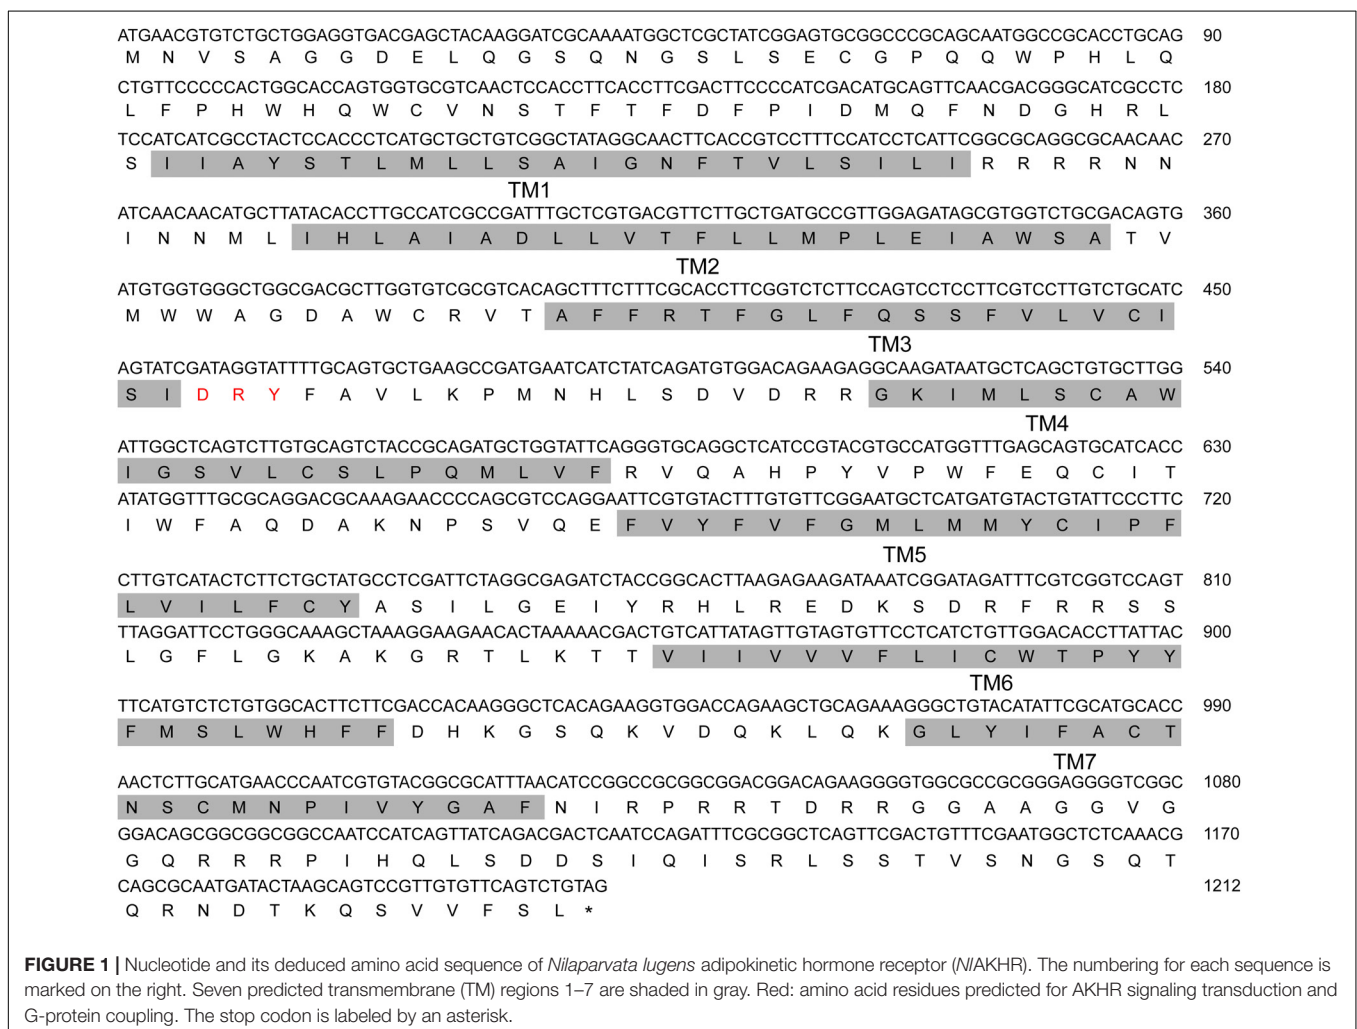 ATGAACGTGTCTGCTGGAGGTGACGAGCTACAAGGATCGCAAAATGGCTCGCTATCGGAGTGCGGCCCGCAGCAATGGCCGCACCTGCAG 90
M N V S A G G D E L Q G S Q N G S L S E C G P Q Q W P H L Q
CTGTTCCCCCACTGGCACCAGTGGTGCGTCAACTCCACCTTCACCTTCGACTTCCCCATCGACATGCAGTTCAACGACGGGCATCGCCTC 180
L F P H W H Q W C V N S T F T F D F P I D M Q F N D G H R L
TCCATCATCGCCTACTCCACCCTCATGCTGCTGTCGGCTATAGGCAACTTCACCGTCCTTTCCATCCTCATTCGGCGCAGGCGCAACAAC 270
S I I A Y S T L M L L S A I G N F T V L S I L I R R R R N N
TM1
ATCAACAACATGCTTATACACCTTGCCATCGCCGATTTGCTCGTGACGTTCTTGCTGATGCCGTTGGAGATAGCGTGGTCTGCGACAGTG 360
I N N M L I H L A I A D L L V T F L L M P L E I A W S A T V
TM2
ATGTGGTGGGCTGGCGACGCTTGGTGTCGCGTCACAGCTTTCTTTCGCACCTTCGGTCTCTTCCAGTCCTCCTTCGTCCTTGTCTGCATC 450
M W W A G D A W C R V T A F F R T F G L F Q S S F V L V C I
TM3
AGTATCGATAGGTATTTTGCAGTGCTGAAGCCGATGAATCATCTATCAGATGTGGACAGAAGAGGCAAGATAATGCTCAGCTGTGCTTGG 540
S I D R Y F A V L K P M N H L S D V D R R G K I M L S C A W
TM4
ATTGGCTCAGTCTTGTGCAGTCTACCGCAGATGCTGGTATTCAGGGTGCAGGCTCATCCGTACGTGCCATGGTTTGAGCAGTGCATCACC 630
I G S V L C S L P Q M L V F R V Q A H P Y V P W F E Q C I T
ATATGGTTTGCGCAGGACGCAAAGAACCCCAGCGTCCAGGAATTCGTGTACTTTGTGTTCGGAATGCTCATGATGTACTGTATTCCCTTC 720
I W F A Q D A K N P S V Q E F V Y F V F G M L M M Y C I P F
TM5
CTTGTCATACTCTTCTGCTATGCCTCGATTCTAGGCGAGATCTACCGGCACTTAAGAGAAGATAAATCGGATAGATTTCGTCGGTCCAGT 810
L V I L F C Y A S I L G E I Y R H L R E D K S D R F R R S S
TTAGGATTCCTGGGCAAAGCTAAAGGAAGAACACTAAAAACGACTGTCATTATAGTTGTAGTGTTCCTCATCTGTTGGACACCTTATTAC 900
L G F L G K A K G R T L K T T V I I V V V F L I C W T P Y Y
TM6
TTCATGTCTCTGTGGCACTTCTTCGACCACAAGGGCTCACAGAAGGTGGACCAGAAGCTGCAGAAAGGGCTGTACATATTCGCATGCACC 990
F M S L W H F F D H K G S Q K V D Q K L Q K G L Y I F A C T
TM7
AACTCTTGCATGAACCCAATCGTGTACGGCGCATTTAACATCCGGCCGCGGCGGACGGACAGAAGGGGTGGCGCCGCGGGAGGGGTCGGC 1080
N S C M N P I V Y G A F N I R P R R T D R R G G A A G G V G
GGACAGCGGCGGCGGCCAATCCATCAGTTATCAGACGACTCAATCCAGATTTCGCGGCTCAGTTCGACTGTTTCGAATGGCTCTCAAACG 1170
G Q R R R P I H Q L S D D S I Q I S R L S S T V S N G S Q T
CAGCGCAATGATACTAAGCAGTCCGTTGTGTTCAGTCTGTAG 1212
Q R N D T K Q S V V F S L *
FIGURE 1 | Nucleotide and its deduced amino acid sequence of Nilaparvata lugens adipokinetic hormone receptor (NlAKHR). The numbering for each sequence is
marked on the right. Seven predicted transmembrane (TM) regions 1–7 are shaded in gray. Red: amino acid residues predicted for AKHR signaling transduction and
G-protein coupling. The stop codon is labeled by an asterisk.